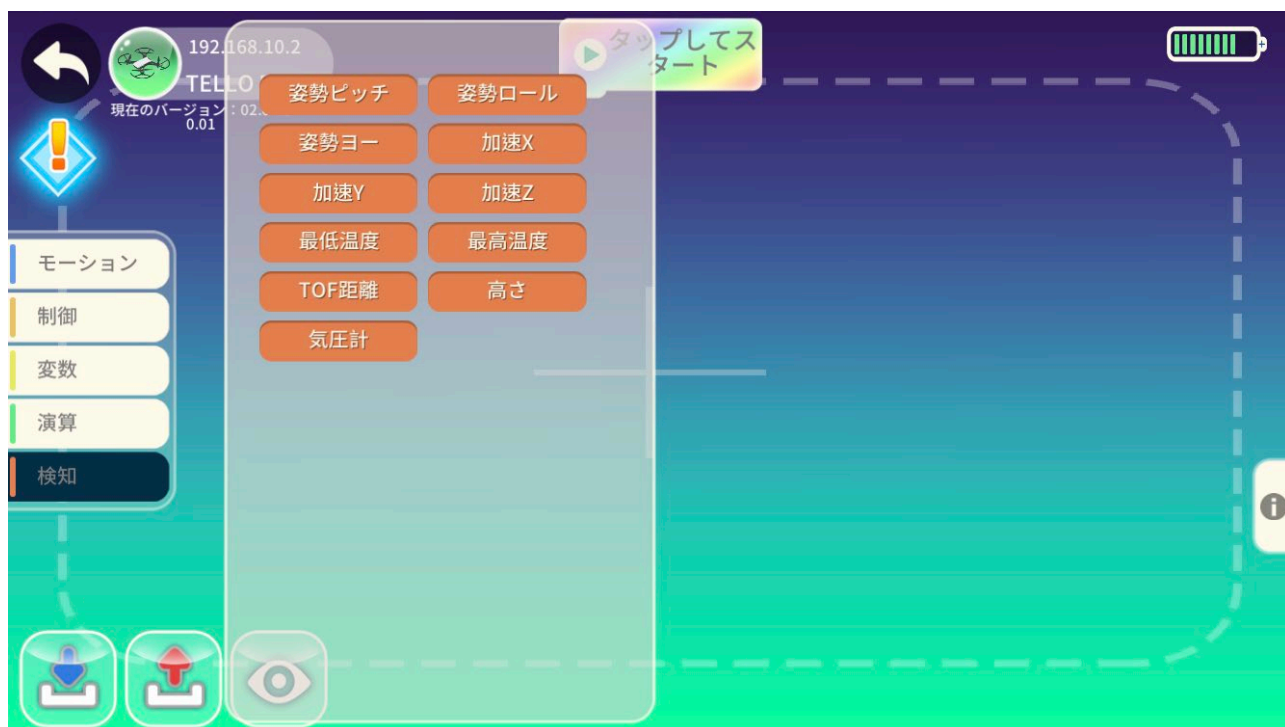 192.168.10.2
TELLO
現在のバージョン：02.
0.01
タップしてス
タート
姿勢ピッチ
姿勢ロール
姿勢ヨー
加速X
加速Y
加速Z
最低温度
最高温度
TOF距離
高さ
気圧計
モーション
制御
変数
演算
検知